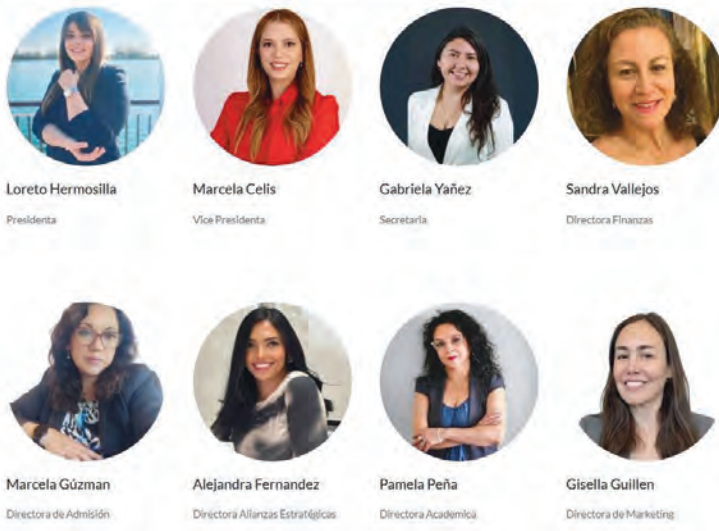 Loreto Hermosilla
Presidenta
Marcela Celis
Vice Presidenta
Gabriela Yañez
Secretaria
Sandra Vallejos
Directora Finanzas
Marcela Gúzman
Directora de Admisión
Alejandra Fernandez
Directora Alianzas Estratégicas
Pamela Peña
Directora Academica
Gisella Guillen
Directora de Marketing